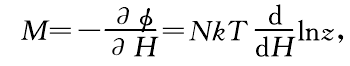 M=-∂ϕ/∂H=NkT d/dH lnz,